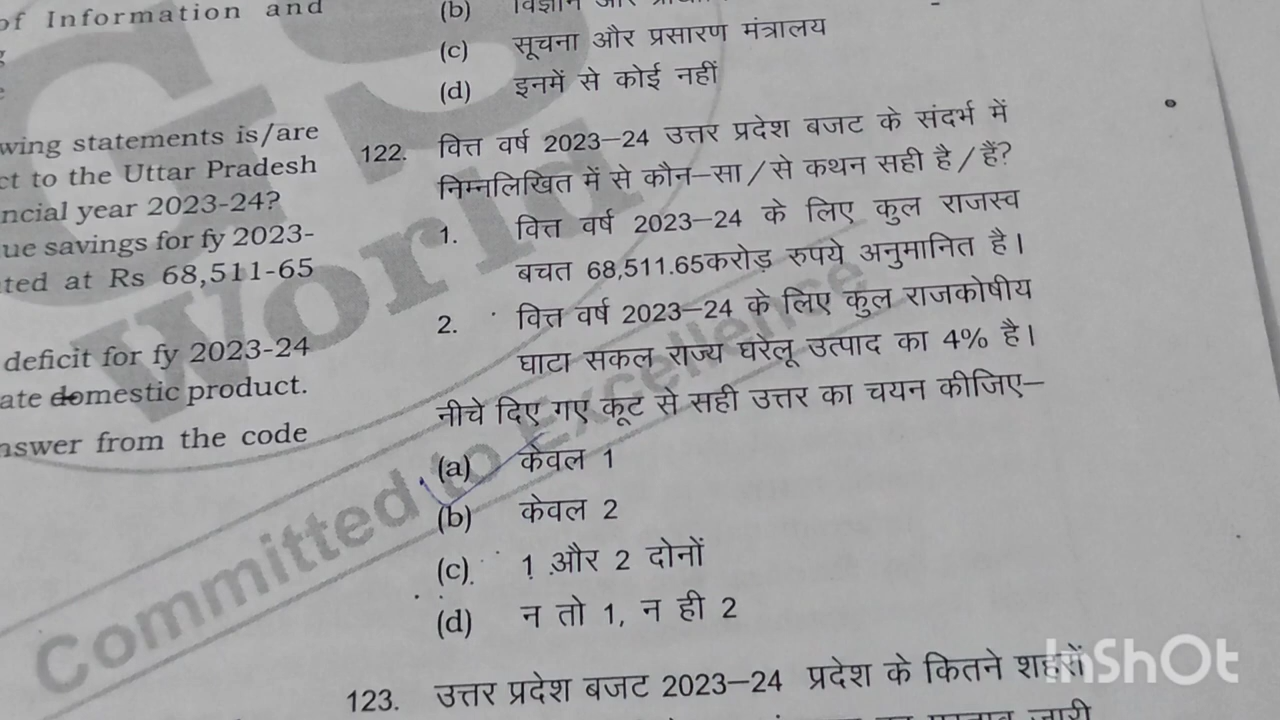 of Information and
wing statements is/are
ct to the Uttar Pradesh
ncial year 2023-24?
ue savings for fy 2023-
ted at Rs 68,511-65
deficit for fy 2023-24
ate domestic product.
nswer from the code
(b) विज्ञान और
(c) सूचना और प्रसारण मंत्रालय
(d) इनमें से कोई नहीं
122. वित्त वर्ष 2023–24 उत्तर प्रदेश बजट के संदर्भ में
निम्नलिखित में से कौन–सा / से कथन सही है / हैं?
1. वित्त वर्ष 2023–24 के लिए कुल राजस्व
बचत 68,511.65करोड़ रुपये अनुमानित है।
2. वित्त वर्ष 2023–24 के लिए कुल राजकोषीय
घाटा सकल राज्य घरेलू उत्पाद का 4% है।
नीचे दिए गए कूट से सही उत्तर का चयन कीजिए–
(a) केवल 1
(b) केवल 2
(c) 1 और 2 दोनों
(d) न तो 1, न ही 2
123. उत्तर प्रदेश बजट 2023–24 प्रदेश के कितने शहरों
GS
World
Committed to Excellence
InShOt